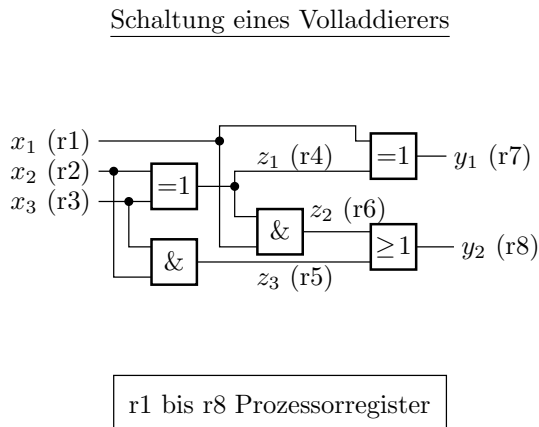 Schaltung eines Volladdierers
x₁ (r1)
x₂ (r2)
x₃ (r3)
=1
&
z₁ (r4)
z₂ (r6)
&
z₃ (r5)
=1
≥1
y₁ (r7)
y₂ (r8)
r1 bis r8 Prozessorregister